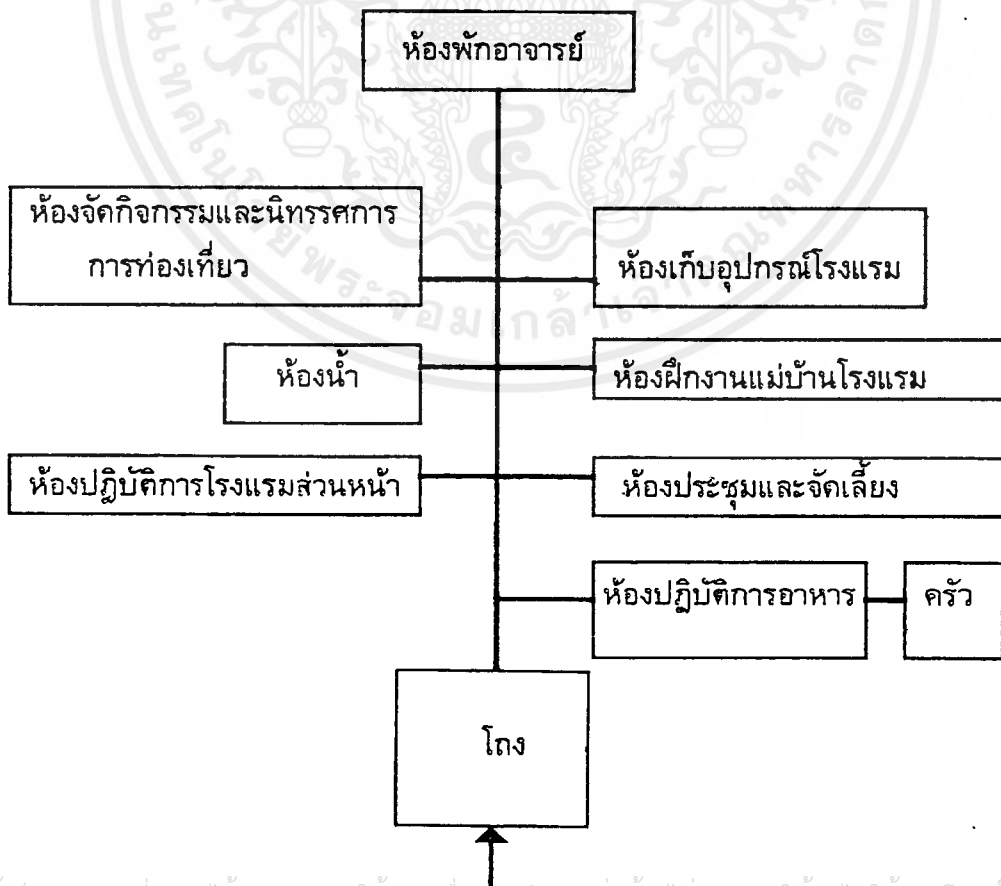 ห้องพักอาจารย์
ห้องจัดกิจกรรมและนิทรรศการ
การท่องเที่ยว
ห้องเก็บอุปกรณ์โรงแรม
ห้องน้ำ
ห้องฝึกงานแม่บ้านโรงแรม
ห้องปฎิบัติการโรงแรมส่วนหน้า
ห้องประชุมและจัดเลี้ยง
ห้องปฎิบัติการอาหาร
ครัว
โถง